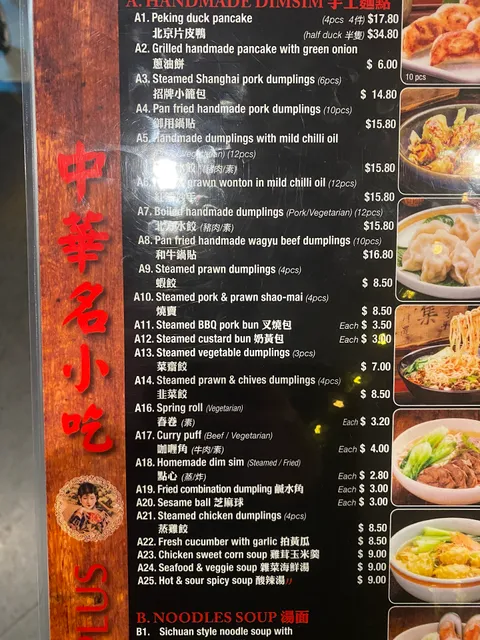 A. HANDMADE DIMSIM 手工麵點
A1. Peking duck pancake (4pcs 4件) $17.80
北京片皮鴨 (half duck 半隻) $34.80
A2. Grilled handmade pancake with green onion
蔥油餅 $ 6.00
A3. Steamed Shanghai pork dumplings (6pcs)
招牌小籠包 $ 14.80
A4. Pan fried handmade pork dumplings (10pcs)
御用鍋貼 $15.80
A5. Handmade dumplings with mild chilli oil
(12pcs)
(豬肉/素) $15.80
prawn wonton in mild chilli oil (12pcs)
$15.80
A7. Boiled handmade dumplings (Pork/Vegetarian) (12pcs)
水餃 (豬肉/素) $15.80
A8. Pan fried handmade wagyu beef dumplings (10pcs)
和牛鍋貼 $16.80
A9. Steamed prawn dumplings (4pcs)
蝦餃 $ 8.50
A10. Steamed pork & prawn shao-mai (4pcs)
燒賣 $ 8.50
A11. Steamed BBQ pork bun 叉燒包 Each $ 3.50
A12. Steamed custard bun 奶黃包 Each $
A13. Steamed vegetable dumplings (3pcs)
菜齋餃 $ 7.00
A14. Steamed prawn & chives dumplings (4pcs)
韭菜餃 $ 8.50
A16. Spring roll (Vegetarian)
春卷 (素) Each $ 3.20
A17. Curry puff (Beef / Vegetarian)
咖喱角 (牛肉/素) Each $ 4.00
A18. Homemade dim sim (Steamed / Fried)
點心 (蒸/炸) Each $ 2.80
A19. Fried combination dumpling 鹹水角 Each $ 3.00
A20. Sesame ball 芝麻球 Each $ 3.00
A21. Steamed chicken dumplings (4pcs)
蒸雞餃 $ 8.50
A22. Fresh cucumber with garlic 拍黃瓜 $ 8.50
A23. Chicken sweet corn soup 雞茸玉米羹 $ 9.00
A24. Seafood & veggie soup 雜菜海鮮湯 $ 9.00
A25. Hot & sour spicy soup 酸辣湯 $ 9.00
B. NOODLES SOUP 湯面
B1. Sichuan style noodle soup with
10 pcs
中華名小吃
LUS